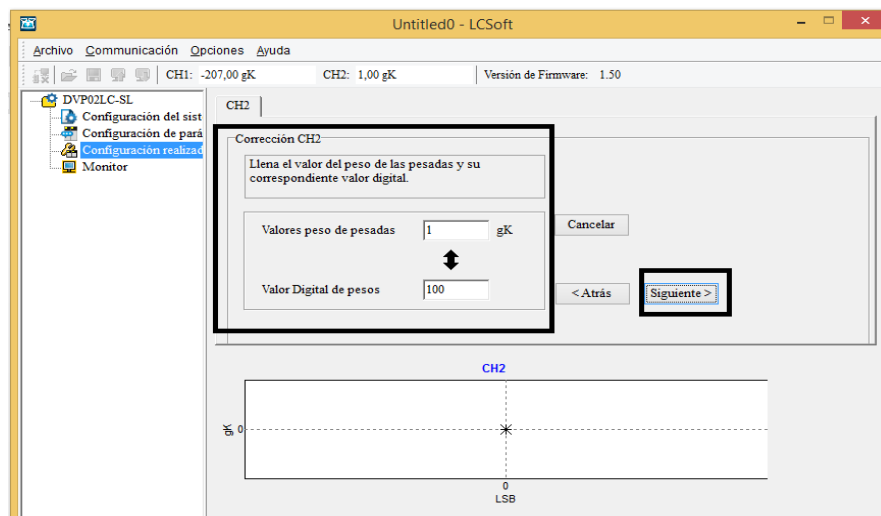 Untitled0 - LCSoft
Archivo Communicación Opciones Ayuda
CH1: -207,00 gK CH2: 1,00 gK Versión de Firmware: 1.50
DVP02LC-SL
Configuración del sist
Configuración de pará
Configuración realizad
Monitor
CH2
Corrección CH2
Llena el valor del peso de las pesadas y su
correspondiente valor digital.
Valores peso de pesadas 1 gK
Cancelar
Valor Digital de pesos 100
< Atrás Siguiente >
CH2
gK 0
0
LSB